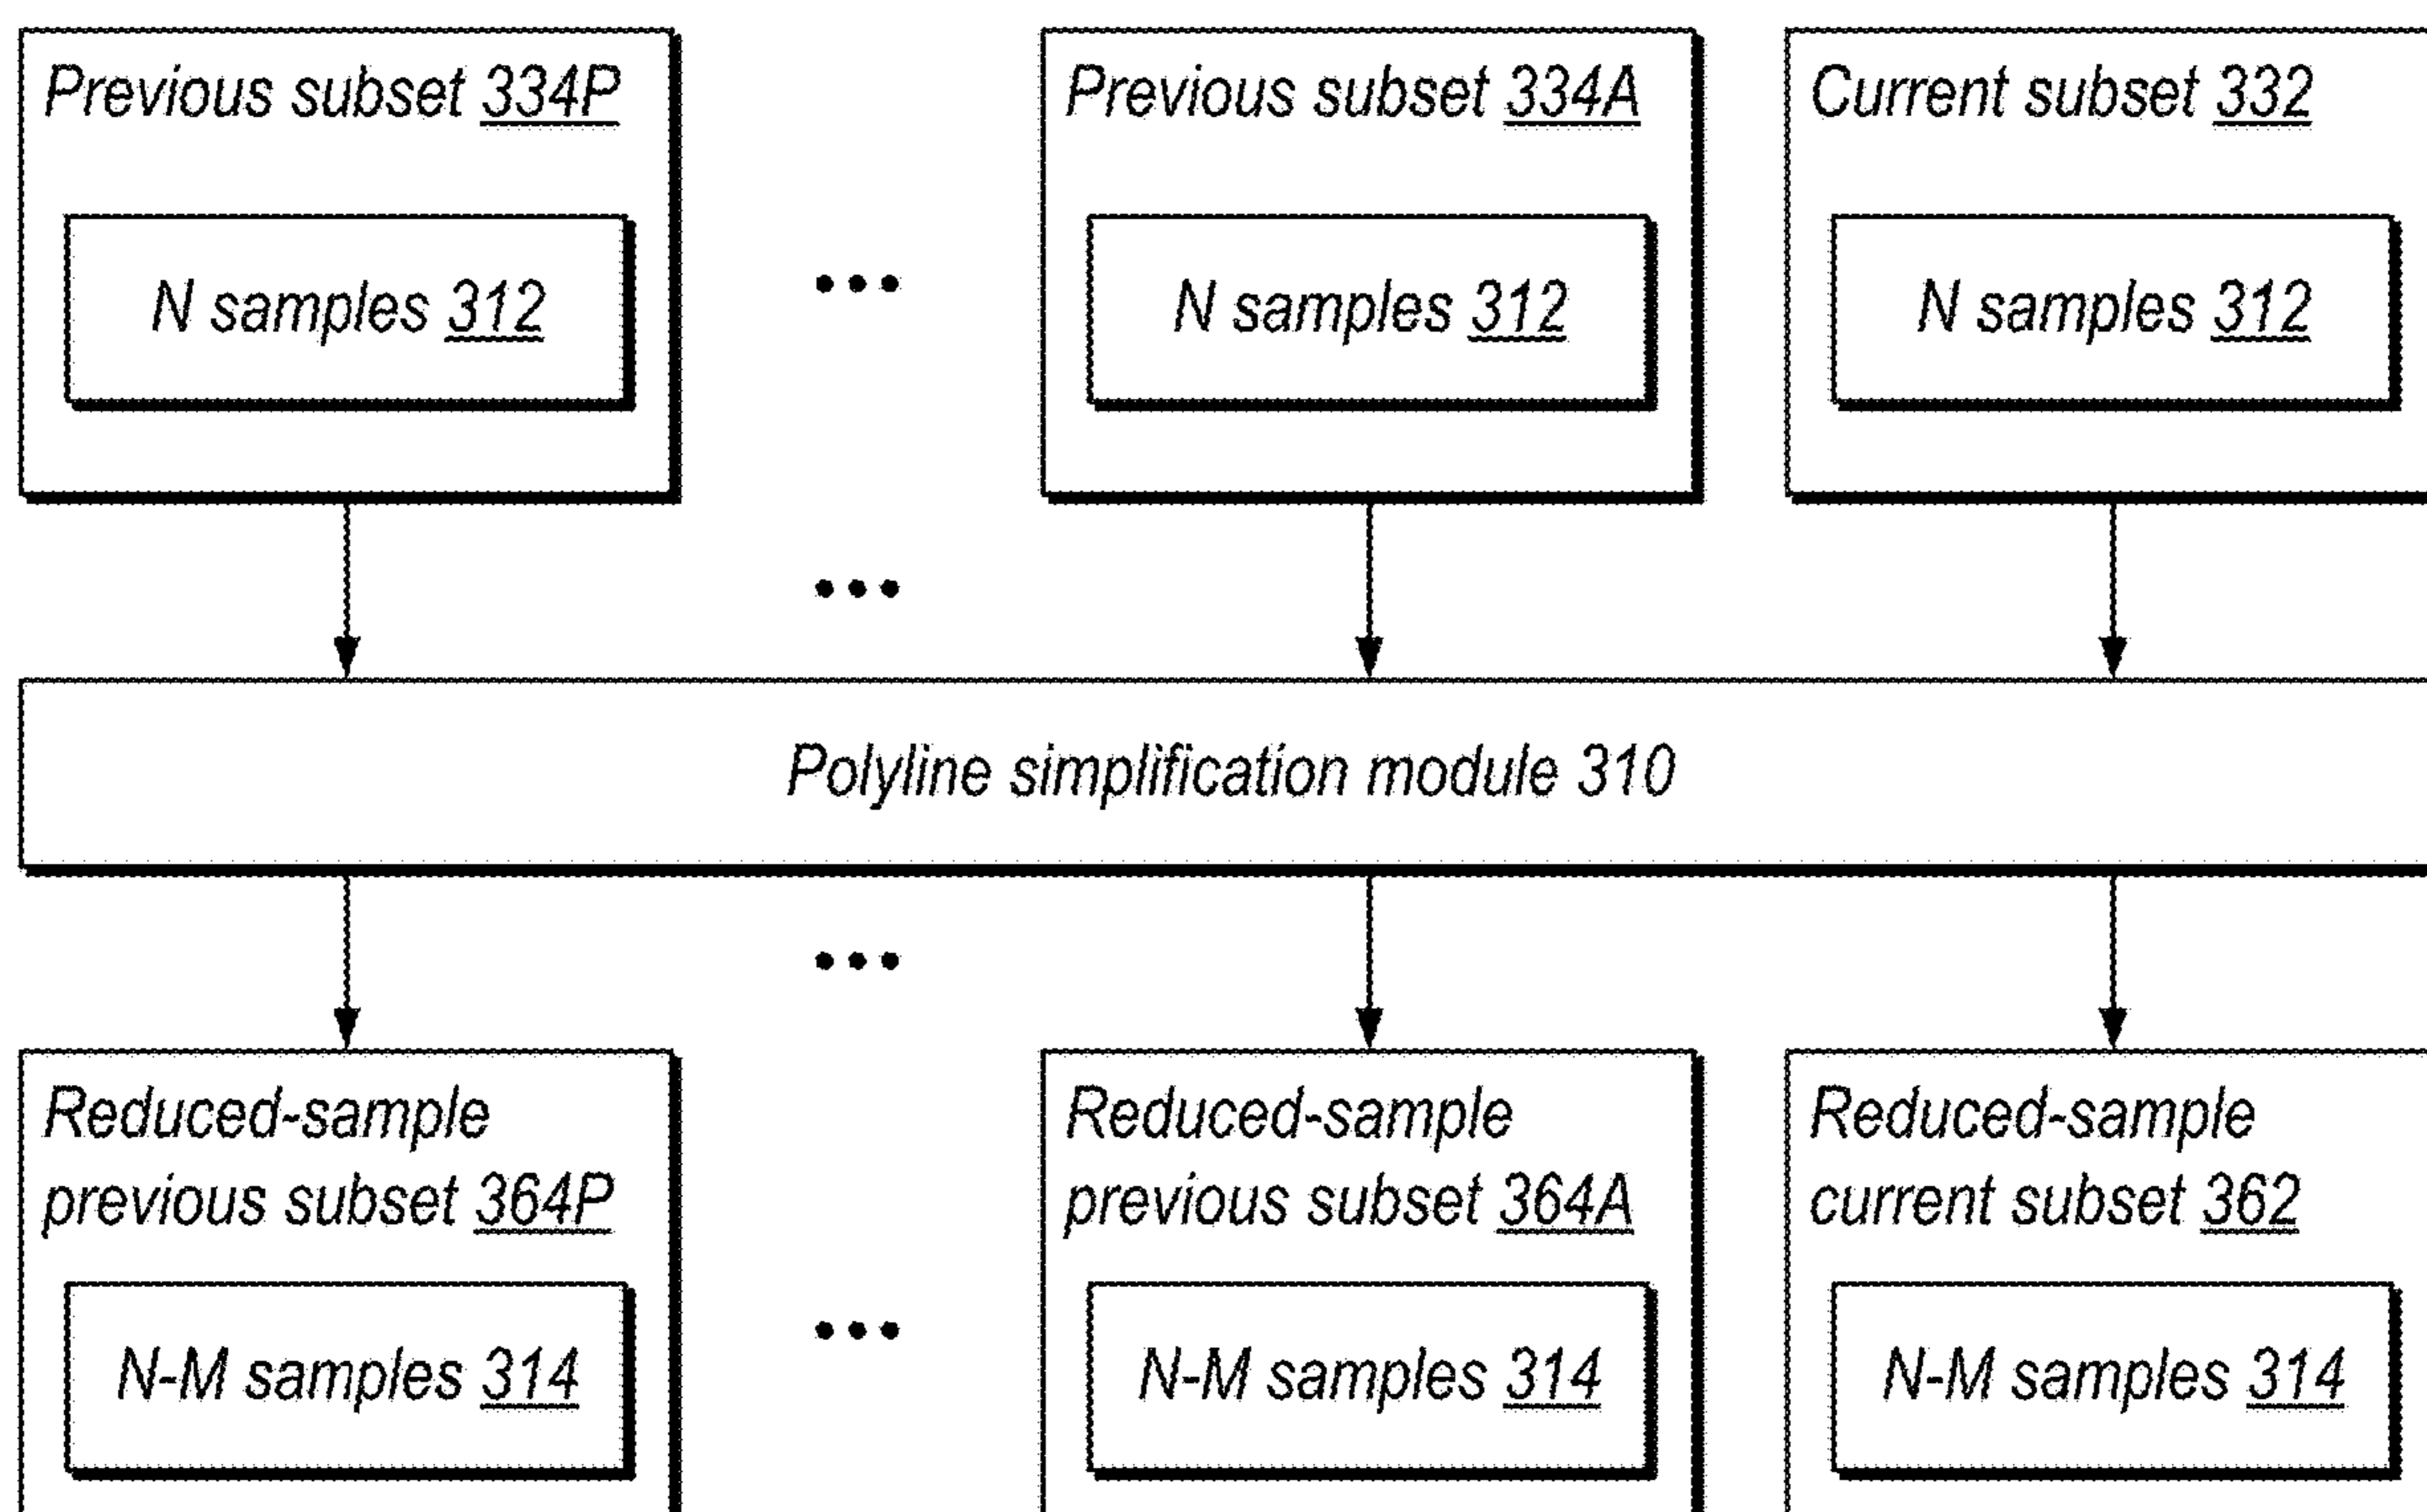 Previous subset 334P
N samples 312
...
Previous subset 334A
N samples 312
Current subset 332
N samples 312
...
Polyline simplification module 310
...
Reduced-sample
previous subset 364P
N-M samples 314
...
Reduced-sample
previous subset 364A
N-M samples 314
Reduced-sample
current subset 362
N-M samples 314